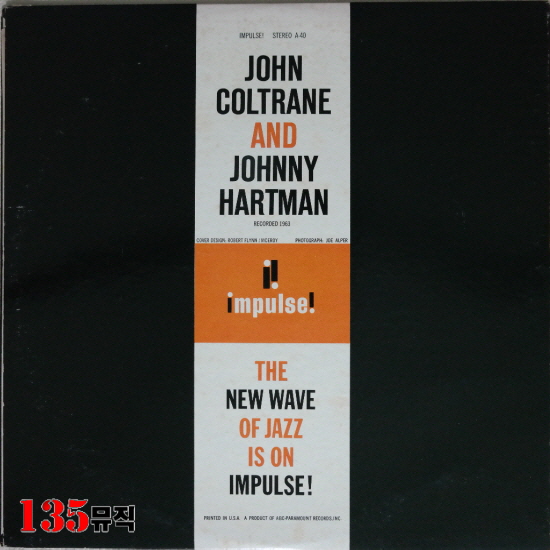 IMPULSE! STEREO A-40
JOHN
COLTRANE
AND
JOHNNY
HARTMAN
RECORDED 1963
COVER DESIGN: ROBERT FLYNN / VICEROY PHOTOGRAPH: JOE ALPER
impulse!
THE
NEW WAVE
OF JAZZ
IS ON
IMPULSE!
PRINTED IN U.S.A. A PRODUCT OF ABC-PARAMOUNT RECORDS, INC.
135뮤직